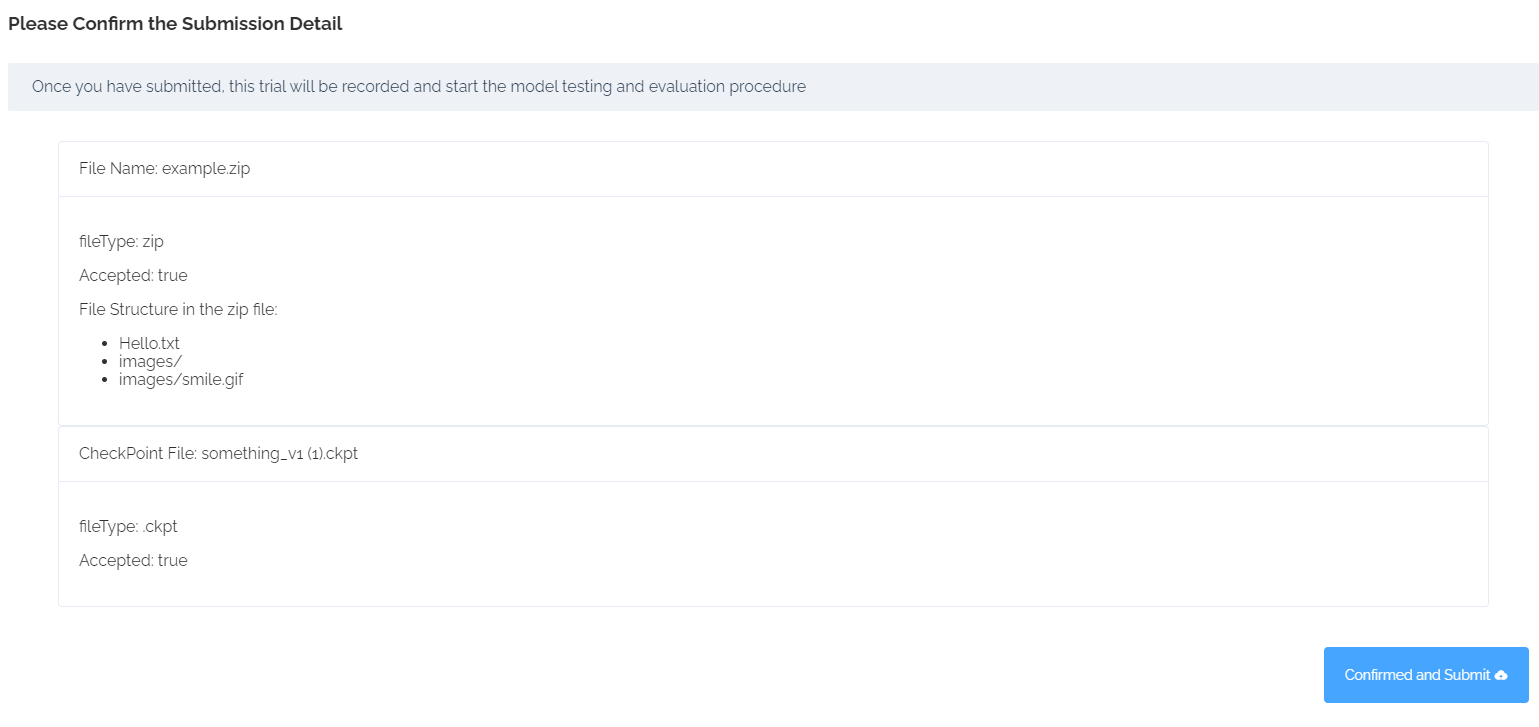 Please Confirm the Submission Detail
Once you have submitted, this trial will be recorded and start the model testing and evaluation procedure
File Name: example.zip
fileType: zip
Accepted: true
File Structure in the zip file:
Hello.txt
images/
images/smile.gif
CheckPoint File: something_v1 (1).ckpt
fileType: .ckpt
Accepted: true
Confirmed and Submit